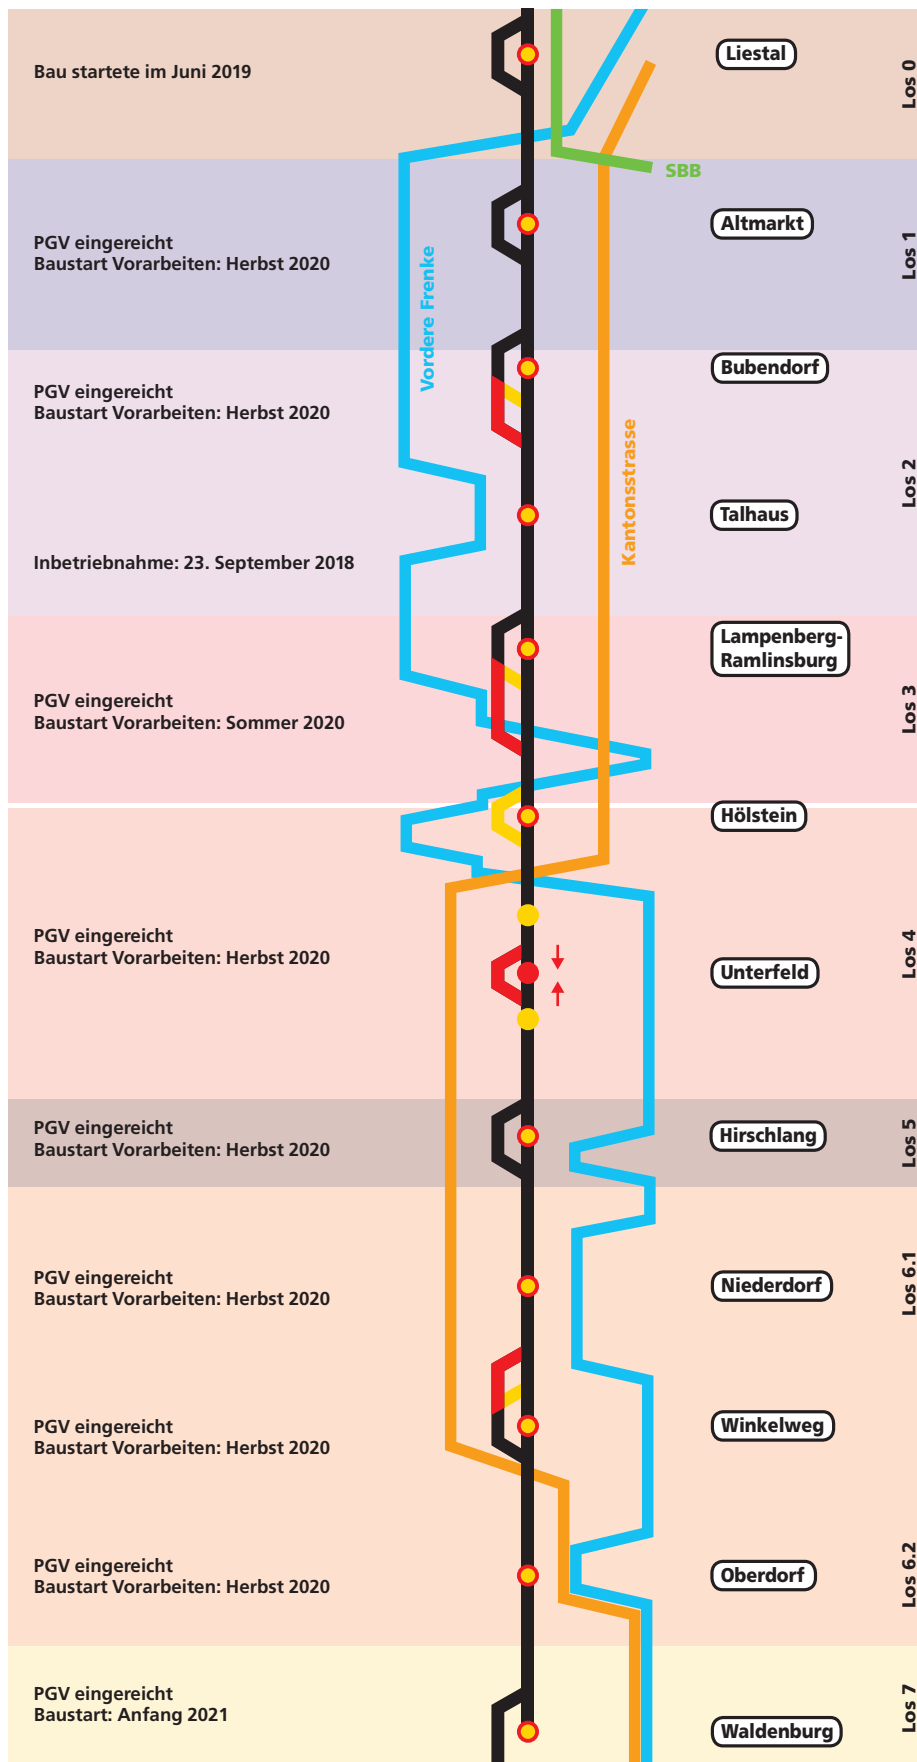 Bau startete im Juni 2019
Liestal
Los 0
SBB
PGV eingereicht
Baustart Vorarbeiten: Herbst 2020
Altmarkt
Los 1
Vordere Frenke
PGV eingereicht
Baustart Vorarbeiten: Herbst 2020
Bubendorf
Los 2
Kantonsstrasse
Talhaus
Inbetriebnahme: 23. September 2018
Lampenberg-
Ramlinsburg
PGV eingereicht
Baustart Vorarbeiten: Sommer 2020
Los 3
Hölstein
PGV eingereicht
Baustart Vorarbeiten: Herbst 2020
Los 4
Unterfeld
PGV eingereicht
Baustart Vorarbeiten: Herbst 2020
Hirschlang
Los 5
PGV eingereicht
Baustart Vorarbeiten: Herbst 2020
Niederdorf
Los 6.1
PGV eingereicht
Baustart Vorarbeiten: Herbst 2020
Winkelweg
PGV eingereicht
Baustart Vorarbeiten: Herbst 2020
Oberdorf
Los 6.2
PGV eingereicht
Baustart: Anfang 2021
Waldenburg
Los 7